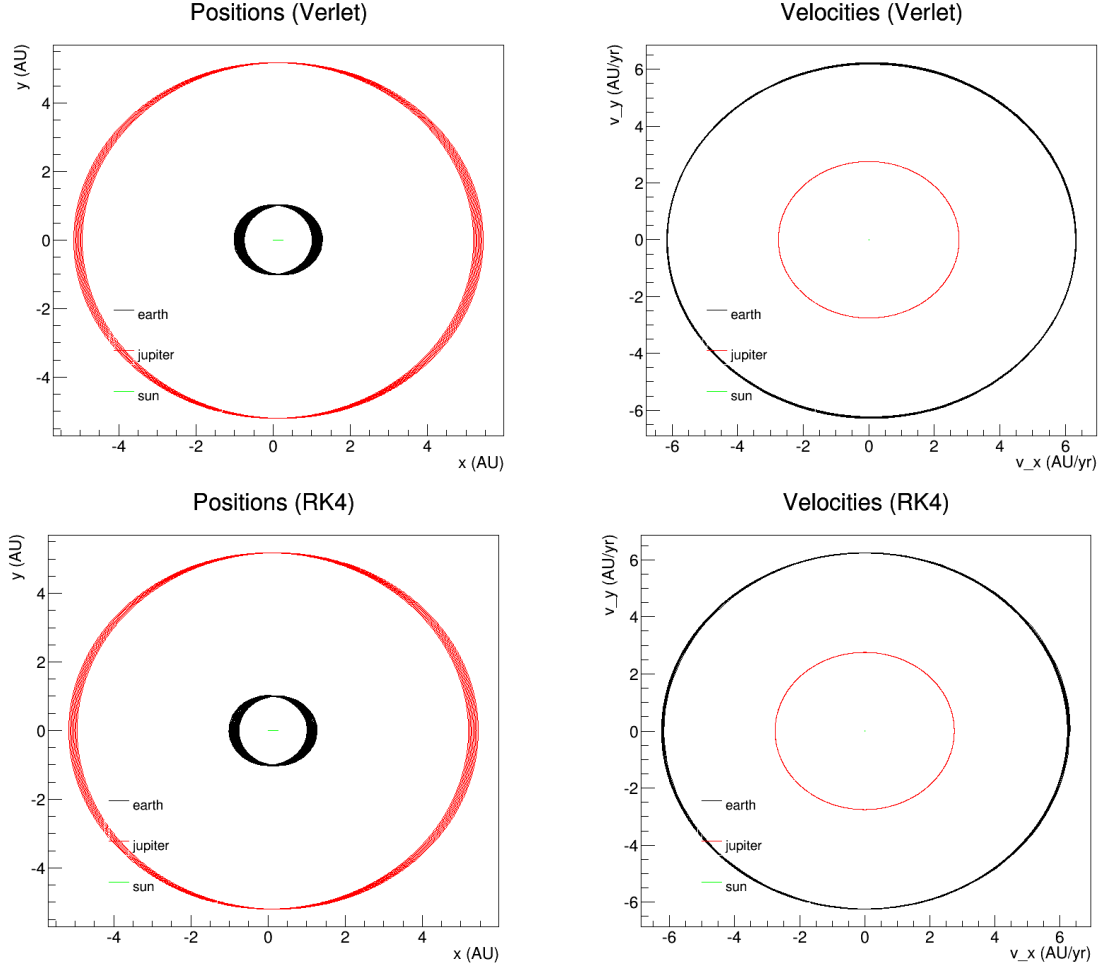 Positions (Verlet)
y (AU)
4
2
0
-2
-4
-4
-2
0
2
4
x (AU)
earth
jupiter
sun
Velocities (Verlet)
v_y (AU/yr)
6
4
2
0
-2
-4
-6
-6
-4
-2
0
2
4
6
v_x (AU/yr)
earth
jupiter
sun
Positions (RK4)
y (AU)
4
2
0
-2
-4
-4
-2
0
2
4
x (AU)
earth
jupiter
sun
Velocities (RK4)
v_y (AU/yr)
6
4
2
0
-2
-4
-6
-6
-4
-2
0
2
4
6
v_x (AU/yr)
earth
jupiter
sun